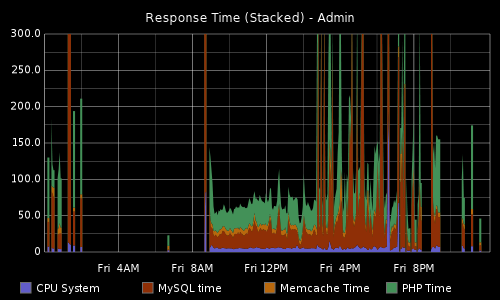 Response Time (Stacked) - Admin
300.0
250.0
200.0
150.0
100.0
50.0
0.0
Fri 4AM Fri 8AM Fri 12PM Fri 4PM Fri 8PM
CPU System MySQL time Memcache Time PHP Time